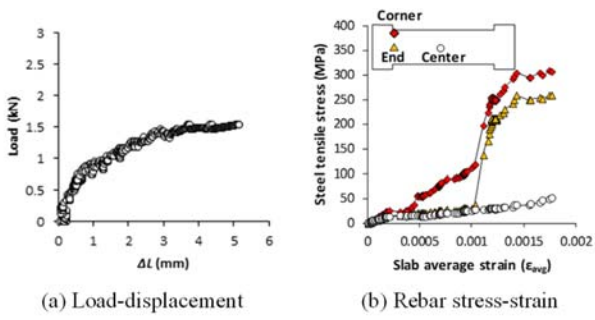 3
2.5
2
1.5
1
0.5
0
Load (kN)
0 1 2 3 4 5 6
ΔL (mm)
(a) Load-displacement
400
350
300
250
200
150
100
50
0
Steel tensile stress (MPa)
Corner
End Center
0 0.0005 0.001 0.0015 0.002
Slab average strain (εavg)
(b) Rebar stress-strain